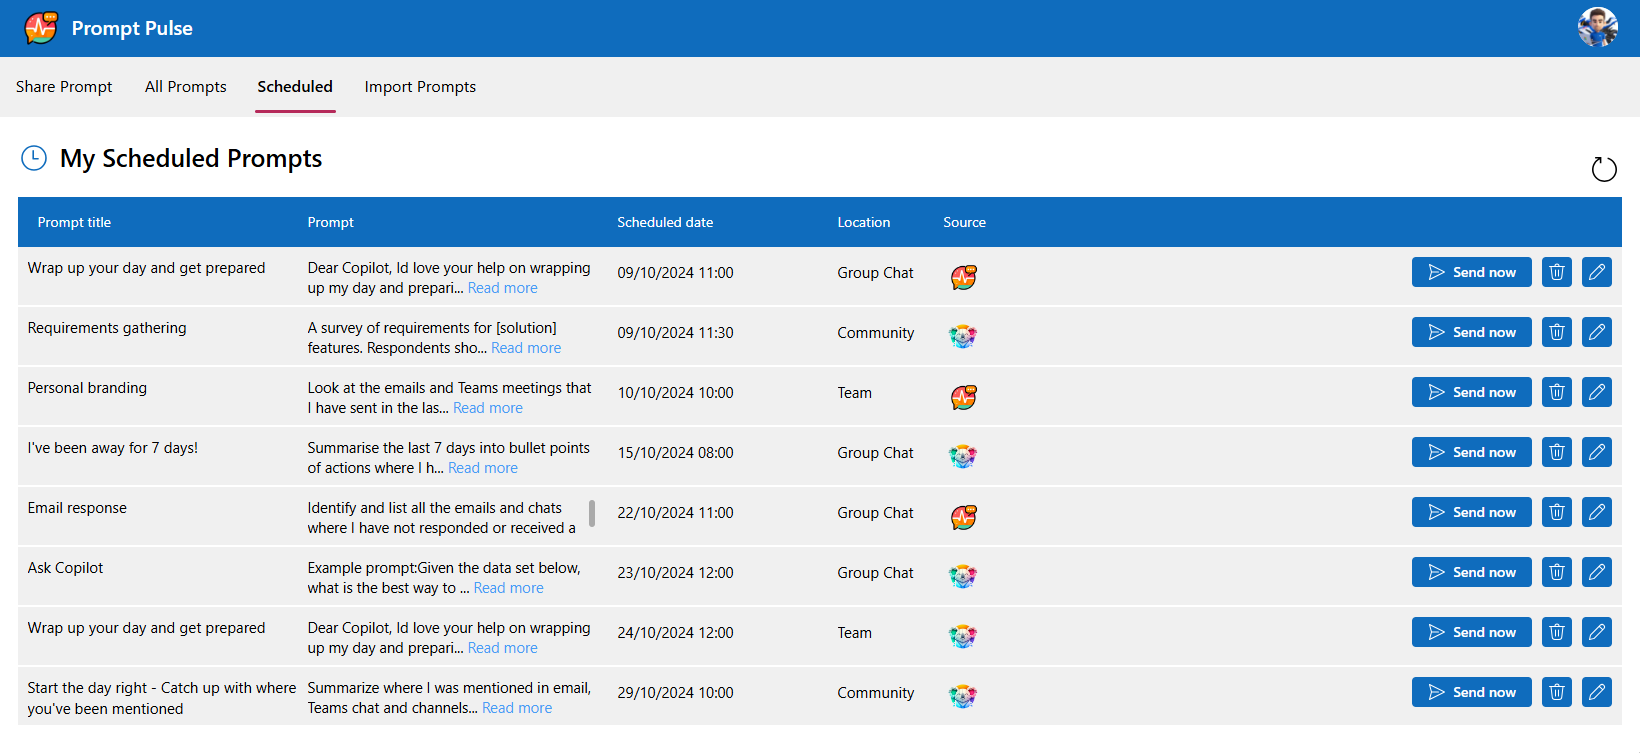 Prompt Pulse
Share Prompt All Prompts Scheduled Import Prompts
My Scheduled Prompts
Prompt title Prompt Scheduled date Location Source
Wrap up your day and get prepared Dear Copilot, Id love your help on wrapping 09/10/2024 11:00 Group Chat Send now
up my day and prepari... Read more
Requirements gathering A survey of requirements for [solution] 09/10/2024 11:30 Community Send now
features. Respondents sho... Read more
Personal branding Look at the emails and Teams meetings that 10/10/2024 10:00 Team Send now
I have sent in the las... Read more
I've been away for 7 days! Summarise the last 7 days into bullet points 15/10/2024 08:00 Group Chat Send now
of actions where I h... Read more
Email response Identify and list all the emails and chats 22/10/2024 11:00 Group Chat Send now
where I have not responded or received a
Ask Copilot Example prompt:Given the data set below, 23/10/2024 12:00 Group Chat Send now
what is the best way to ... Read more
Wrap up your day and get prepared Dear Copilot, Id love your help on wrapping 24/10/2024 12:00 Team Send now
up my day and prepari... Read more
Start the day right - Catch up with where Summarize where I was mentioned in email, 29/10/2024 10:00 Community Send now
you've been mentioned Teams chat and channels... Read more